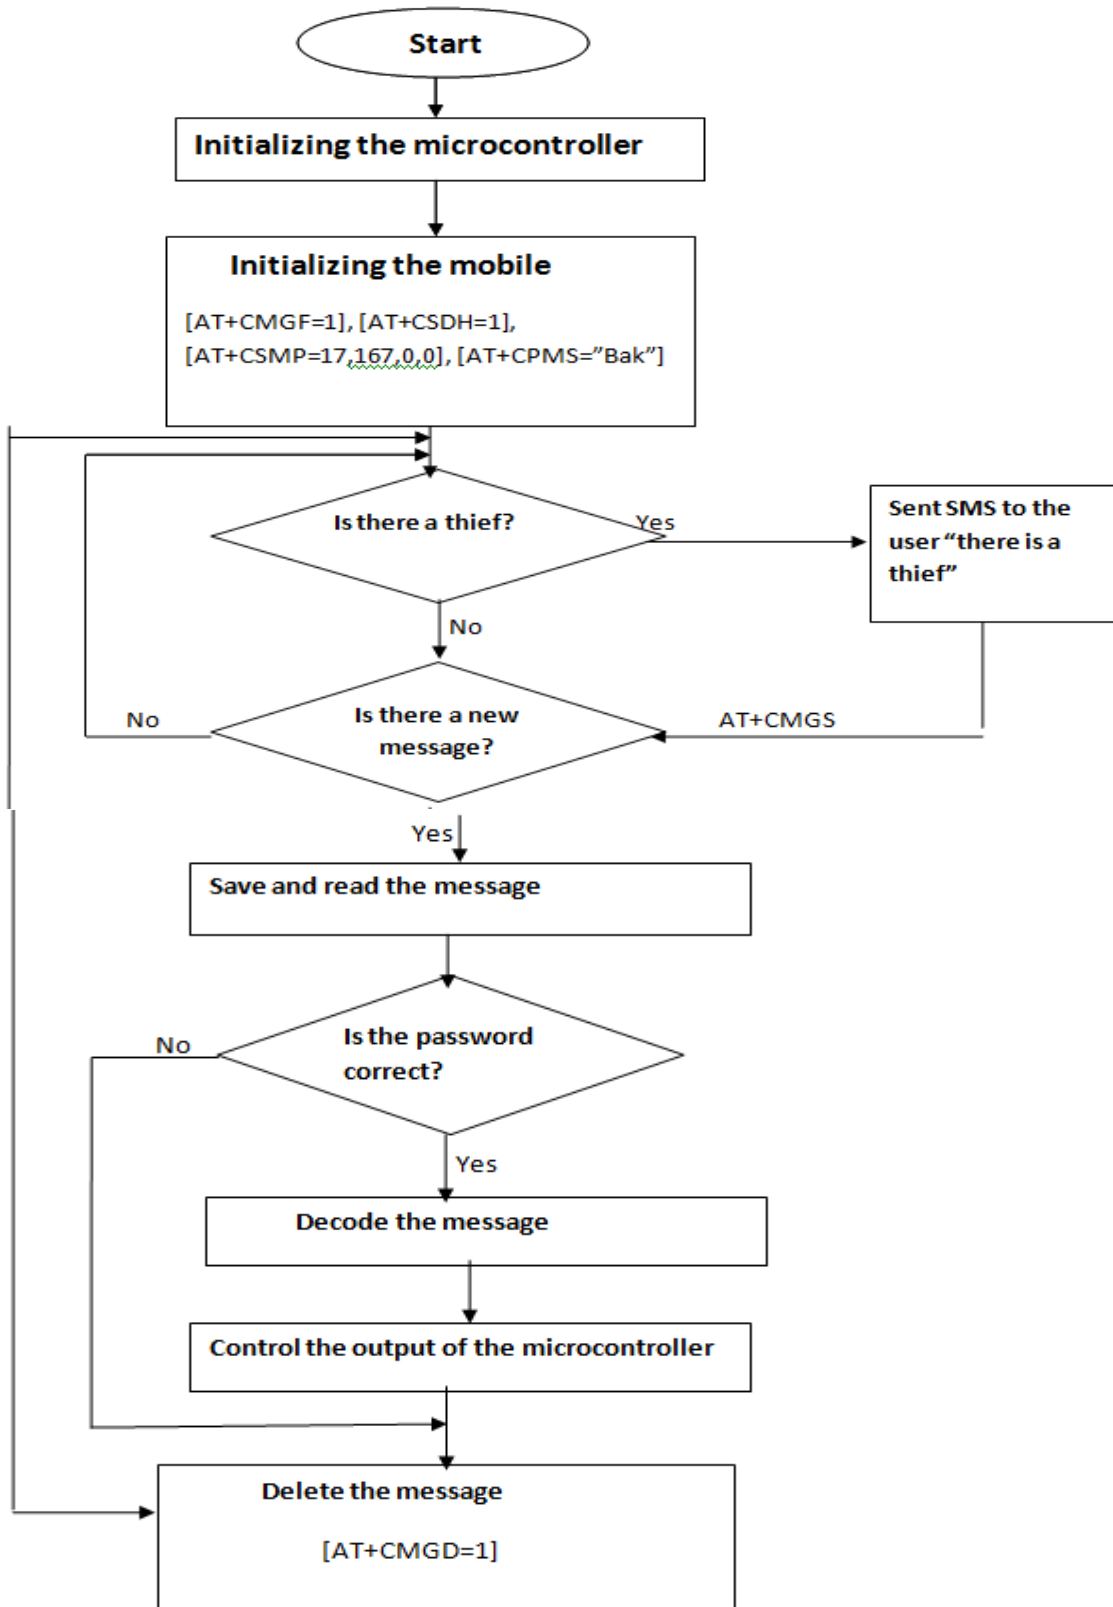 Start
Initializing the microcontroller
Initializing the mobile
[AT+CMGF=1], [AT+CSDH=1],
[AT+CSMP=17,167,0,0], [AT+CPMS=”Bak”]
Is there a thief?
Yes
Sent SMS to the
user “there is a
thief”
No
Is there a new
message?
No
AT+CMGS
Yes
Save and read the message
Is the password
correct?
No
Yes
Decode the message
Control the output of the microcontroller
Delete the message
[AT+CMGD=1]